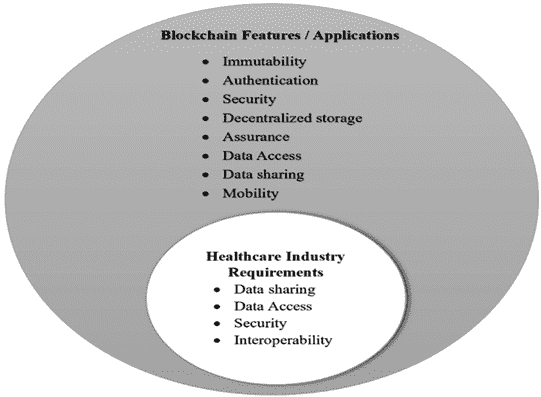 Blockchain Features / Applications
• Immutability
• Authentication
• Security
• Decentralized storage
• Assurance
• Data Access
• Data sharing
• Mobility
Healthcare Industry
Requirements
• Data sharing
• Data Access
• Security
• Interoperability